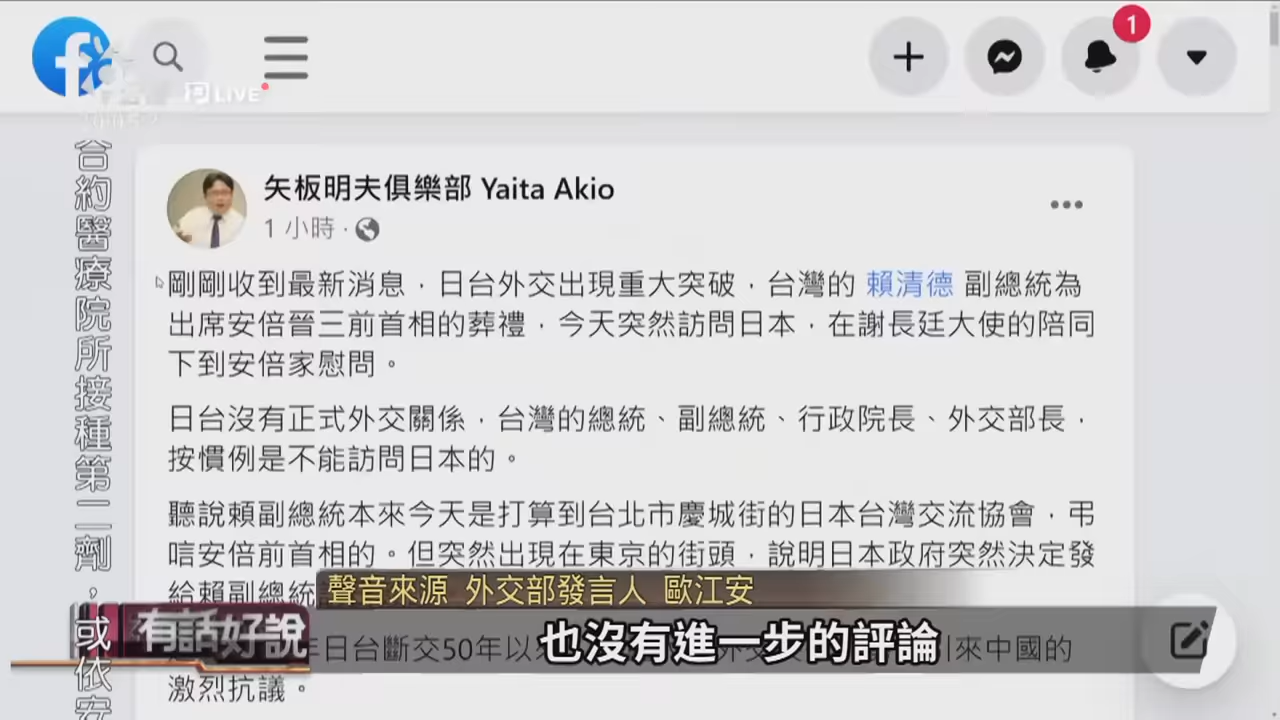 1
LIVE
矢板明夫俱樂部 Yaita Akio
1 小時 ·
剛剛收到最新消息，日台外交出現重大突破，台灣的 賴清德 副總統為
出席安倍晉三前首相的葬禮，今天突然訪問日本，在謝長廷大使的陪同
下到安倍家慰問。
日台沒有正式外交關係，台灣的總統、副總統、行政院長、外交部長，
按慣例是不能訪問日本的。
聽說賴副總統本來今天是打算到台北市慶城街的日本台灣交流協會，弔
唁安倍前首相的。但突然出現在東京的街頭，說明日本政府突然決定發
給賴副總統
年日台斷交50年以
來中國的
激烈抗議。
聲音來源 外交部發言人 歐江安
也沒有進一步的評論
有話好說
合約醫療院所接種第二劑，或依安